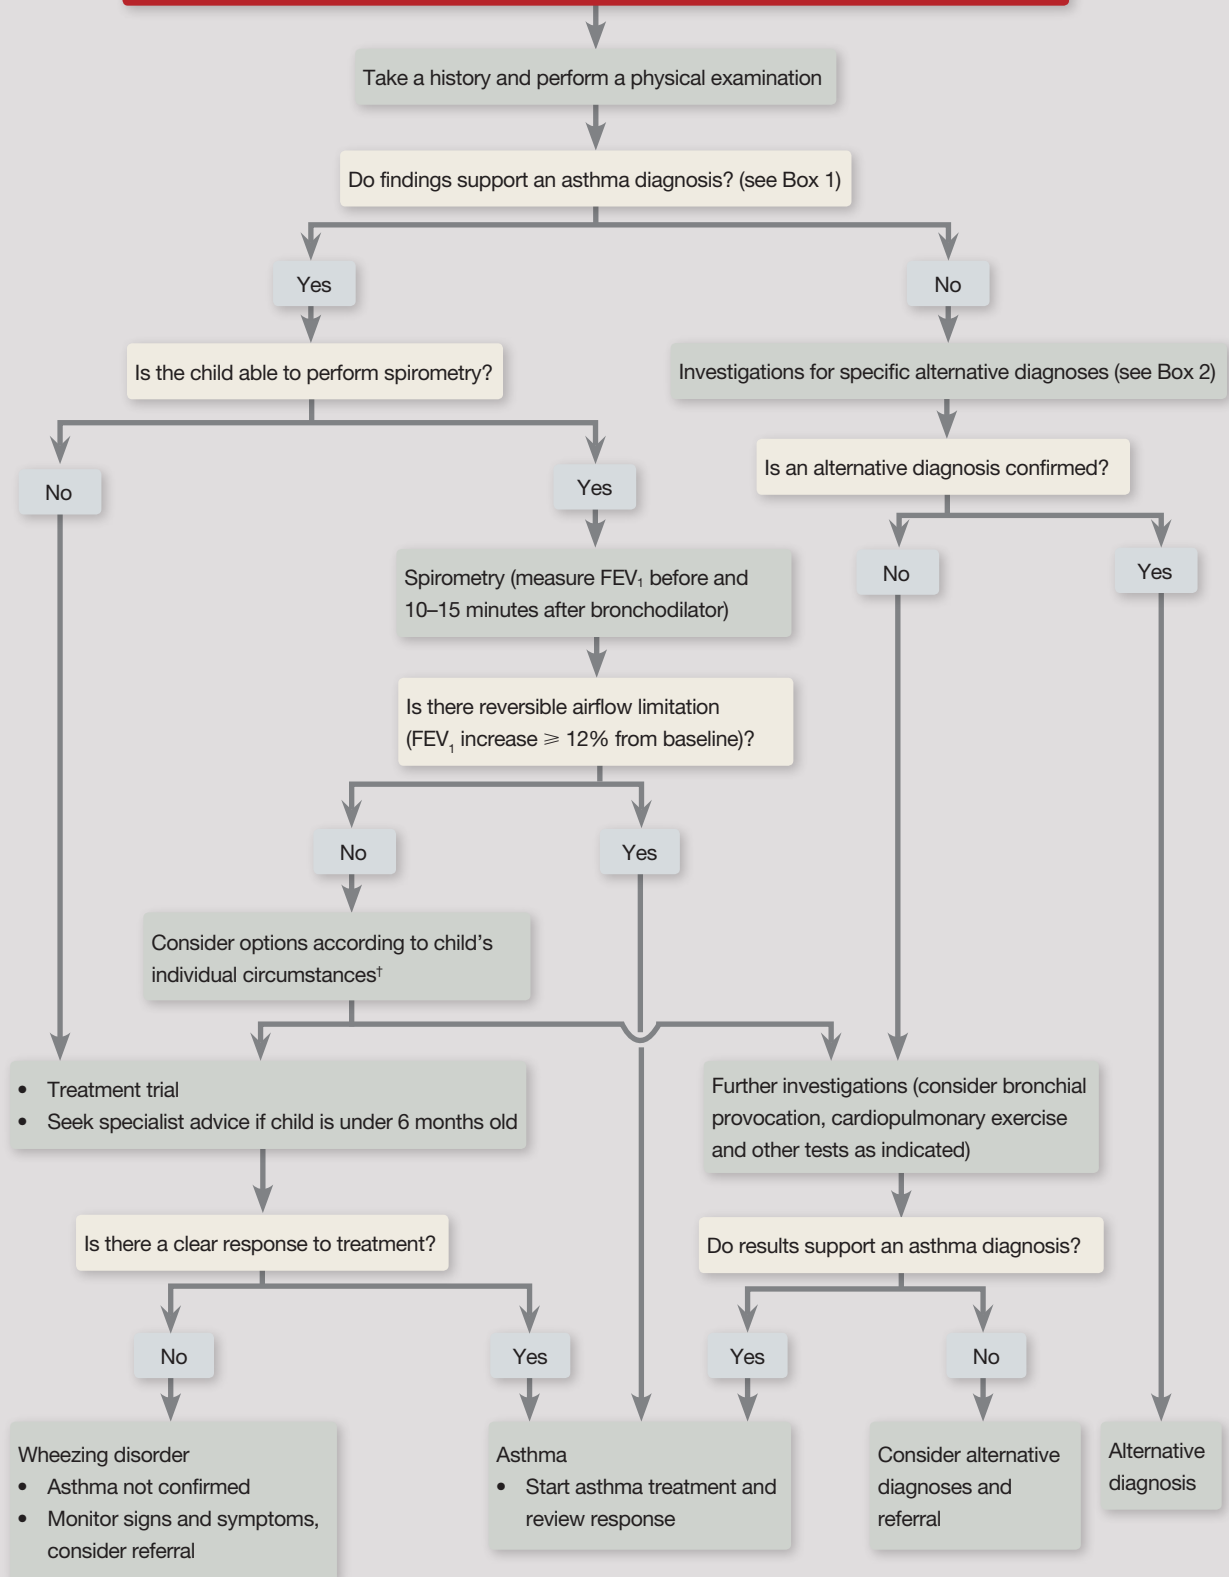 Take a history and perform a physical examination
Do findings support an asthma diagnosis? (see Box 1)
Yes
No
Is the child able to perform spirometry?
Investigations for specific alternative diagnoses (see Box 2)
Is an alternative diagnosis confirmed?
No
Yes
No
Yes
Spirometry (measure FEV₁ before and
10–15 minutes after bronchodilator)
Is there reversible airflow limitation
(FEV₁ increase ⩾ 12% from baseline)?
No
Yes
Consider options according to child’s
individual circumstances†
• Treatment trial
• Seek specialist advice if child is under 6 months old
Further investigations (consider bronchial
provocation, cardiopulmonary exercise
and other tests as indicated)
Is there a clear response to treatment?
Do results support an asthma diagnosis?
No
Yes
Yes
No
Wheezing disorder
• Asthma not confirmed
• Monitor signs and symptoms,
consider referral
Asthma
• Start asthma treatment and
review response
Consider alternative
diagnoses and
referral
Alternative
diagnosis